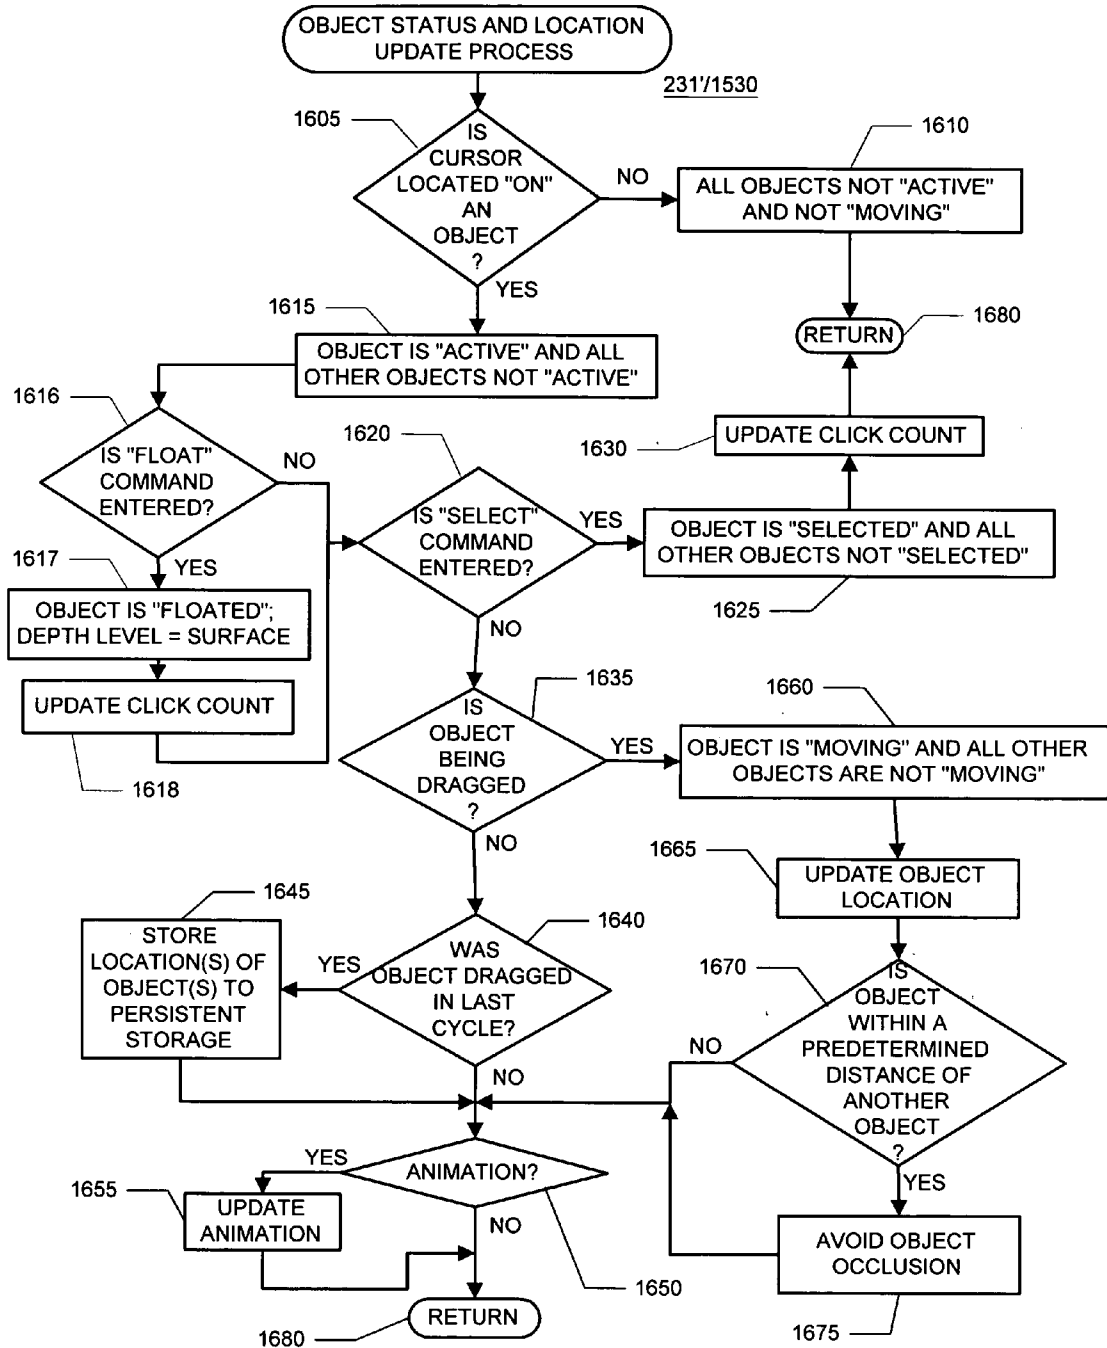 OBJECT STATUS AND LOCATION
UPDATE PROCESS
231'/1530
1605
IS
CURSOR
LOCATED "ON"
AN
OBJECT
?
NO
YES
1610
ALL OBJECTS NOT "ACTIVE"
AND NOT "MOVING"
1615
OBJECT IS "ACTIVE" AND ALL
OTHER OBJECTS NOT "ACTIVE"
RETURN
1680
1616
IS "FLOAT"
COMMAND
ENTERED?
NO
YES
1617
OBJECT IS "FLOATED";
DEPTH LEVEL = SURFACE
UPDATE CLICK COUNT
1618
1620
IS "SELECT"
COMMAND
ENTERED?
YES
NO
1630
UPDATE CLICK COUNT
OBJECT IS "SELECTED" AND ALL
OTHER OBJECTS NOT "SELECTED"
1625
1635
IS
OBJECT
BEING
DRAGGED
?
YES
NO
1660
OBJECT IS "MOVING" AND ALL OTHER
OBJECTS ARE NOT "MOVING"
1665
UPDATE OBJECT
LOCATION
1645
STORE
LOCATION(S) OF
OBJECT(S) TO
PERSISTENT
STORAGE
1640
WAS
OBJECT DRAGGED
IN LAST
CYCLE?
YES
NO
1670
IS
OBJECT
WITHIN A
PREDETERMINED
DISTANCE OF
ANOTHER
OBJECT
?
NO
YES
ANIMATION?
YES
NO
1650
1655
UPDATE
ANIMATION
AVOID OBJECT
OCCLUSION
1675
RETURN
1680